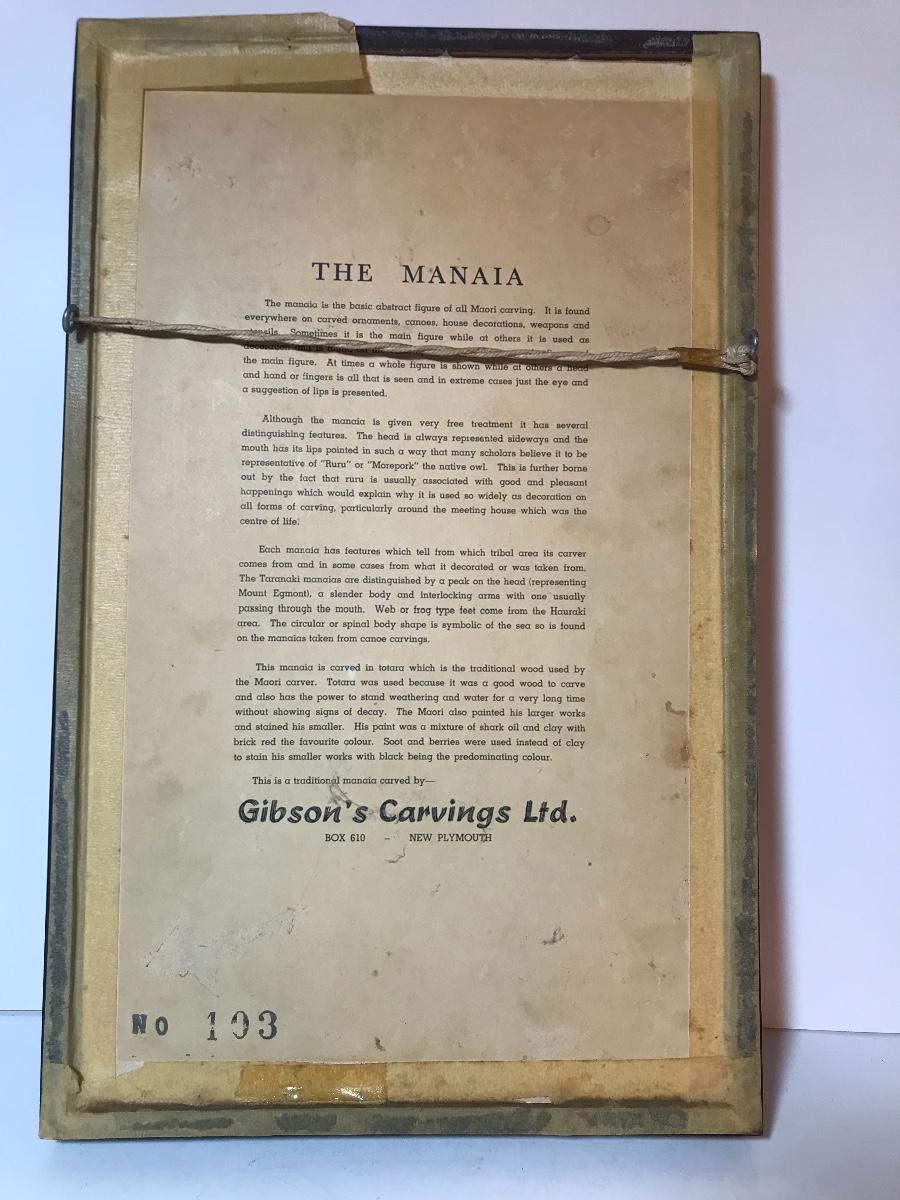 THE MANAIA
The manaia is the basic abstract figure of all Maori carving. It is found
everywhere on carved ornaments, canoes, house decorations, weapons and
utensils. Sometimes it is the main figure while at others it is used as
decoration and is found on the
the main figure. At times a whole figure is shown while at others a head
and hand or fingers is all that is seen and in extreme cases just the eye and
a suggestion of lips is presented.
Although the manaia is given very free treatment it has several
distinguishing features. The head is always represented sideways and the
mouth has its lips pointed in such a way that many scholars believe it to be
representative of "Ruru" or "Morepork" the native owl. This is further borne
out by the fact that ruru is usually associated with good and pleasant
happenings which would explain why it is used so widely as decoration on
all forms of carving, particularly around the meeting house which was the
centre of life.
Each manaia has features which tell from which tribal area its carver
comes from and in some cases from what it decorated or was taken from.
The Taranaki manaias are distinguished by a peak on the head (representing
Mount Egmont), a slender body and interlocking arms with one usually
passing through the mouth. Web or frog type feet come from the Hauraki
area. The circular or spinal body shape is symbolic of the sea so is found
on the manaias taken from canoe carvings.
This manaia is carved in totara which is the traditional wood used by
the Maori carver. Totara was used because it was a good wood to carve
and also has the power to stand weathering and water for a very long time
without showing signs of decay. The Maori also painted his larger works
and stained his smaller. His paint was a mixture of shark oil and clay with
brick red the favourite colour. Soot and berries were used instead of clay
to stain his smaller works with black being the predominating colour.
This is a traditional manaia carved by—
Gibson's Carvings Ltd.
BOX 610 - NEW PLYMOUTH
No 193